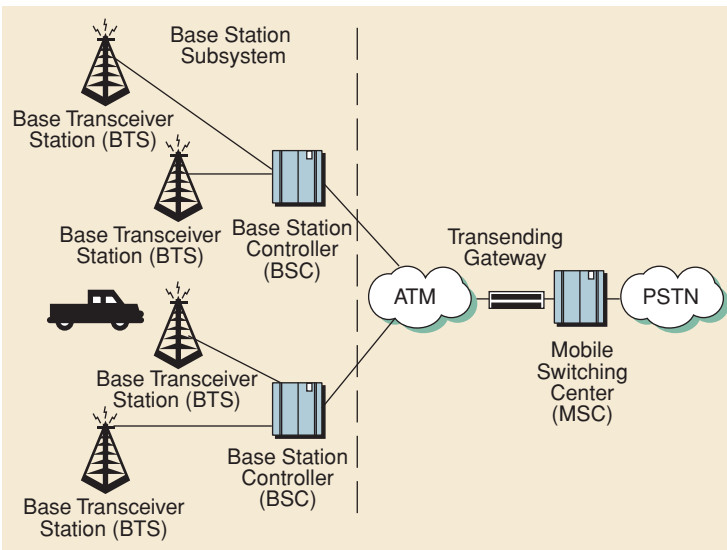 Base Station
Subsystem
Base Transceiver
Station (BTS)
Base Transceiver
Station (BTS)
Base Station
Controller
(BSC)
Transending
Gateway
ATM
PSTN
Mobile
Switching
Center
(MSC)
Base Transceiver
Station (BTS)
Base Station
Controller
(BSC)
Base Transceiver
Station (BTS)